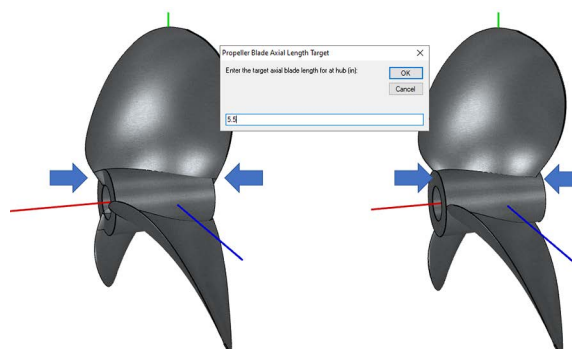 Propeller Blade Axial Length Target
Enter the target axial blade length for at hub (in):
OK
Cancel
5.5